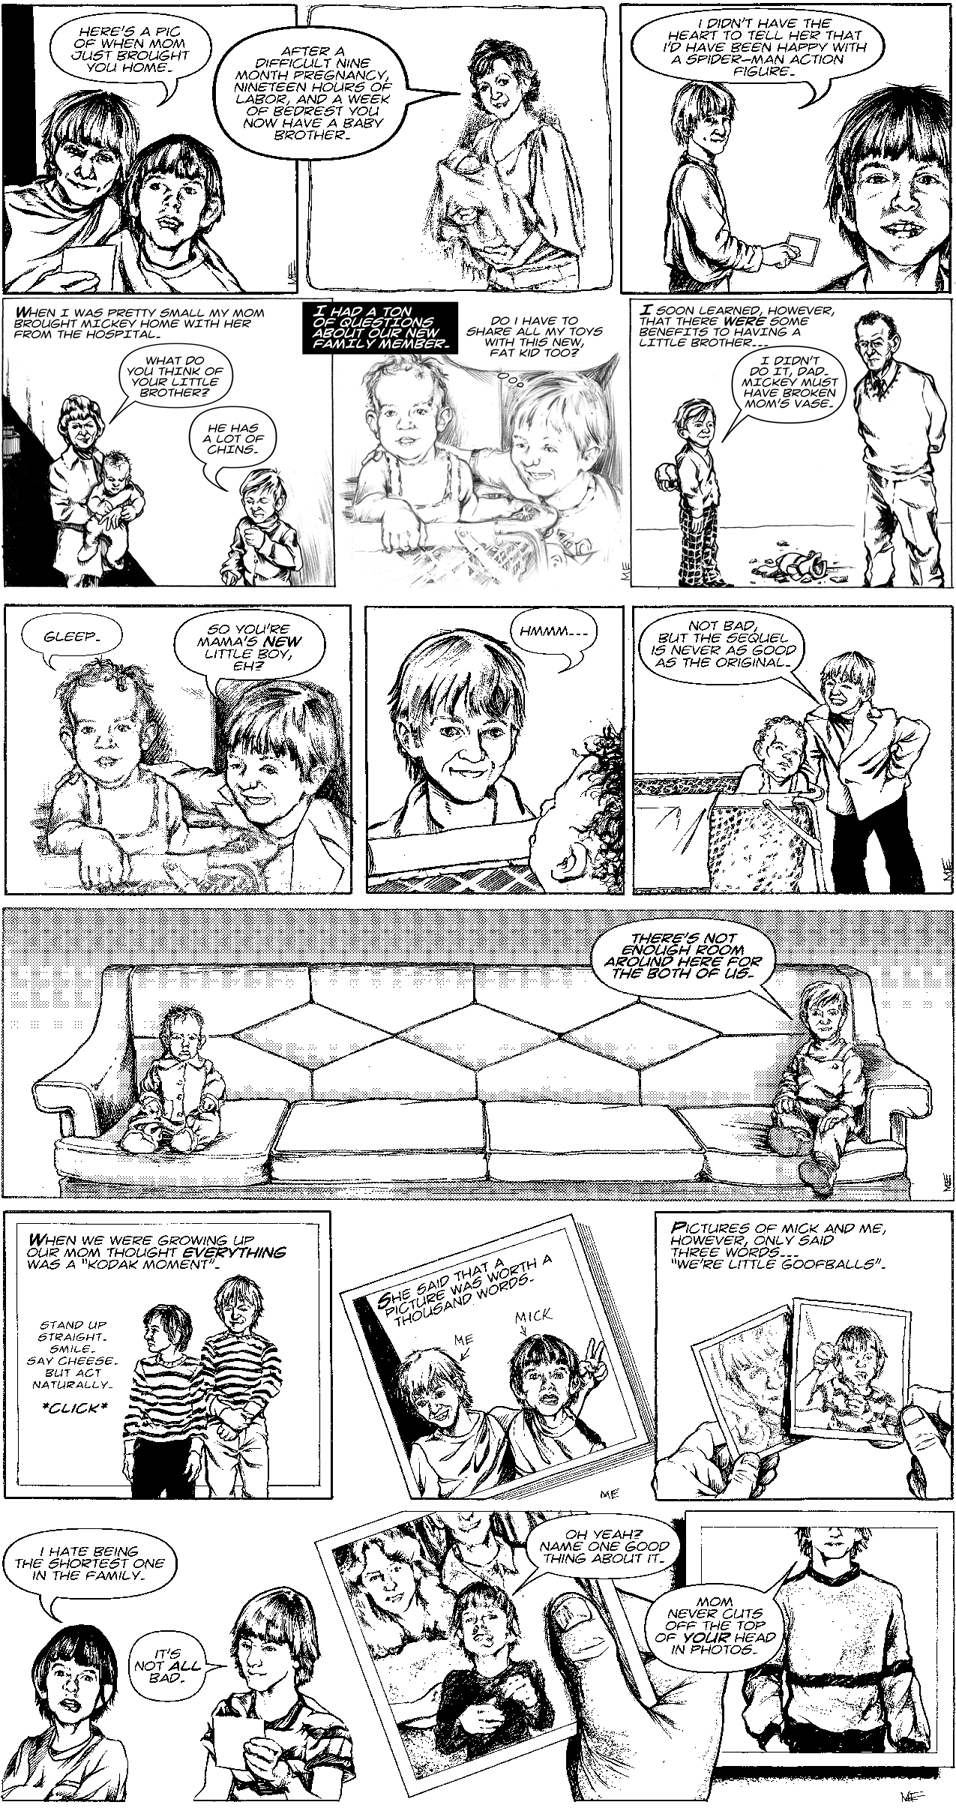 HERE'S A PIC
OF WHEN MOM
JUST BROUGHT
YOU HOME.
AFTER A
DIFFICULT NINE
MONTH PREGNANCY,
NINETEEN HOURS OF
LABOR, AND A WEEK
OF BEDREST YOU
NOW HAVE A BABY
BROTHER.
I DIDN'T HAVE THE
HEART TO TELL HER THAT
I'D HAVE BEEN HAPPY WITH
A SPIDER-MAN ACTION
FIGURE.
ME
WHEN I WAS PRETTY SMALL MY MOM
BROUGHT MICKEY HOME WITH HER
FROM THE HOSPITAL.
WHAT DO
YOU THINK OF
YOUR LITTLE
BROTHER?
HE HAS
A LOT OF
CHINS.
I HAD A TON
OF QUESTIONS
ABOUT OUR NEW
FAMILY MEMBER.
DO I HAVE TO
SHARE ALL MY TOYS
WITH THIS NEW,
FAT KID TOO?
ME
I SOON LEARNED, HOWEVER,
THAT THERE WERE SOME
BENEFITS TO HAVING A
LITTLE BROTHER...
I DIDN'T
DO IT, DAD.
MICKEY MUST
HAVE BROKEN
MOM'S VASE.
GLEEP.
SO YOU'RE
MAMA'S NEW
LITTLE BOY,
EH?
HMMM...
NOT BAD,
BUT THE SEQUEL
IS NEVER AS GOOD
AS THE ORIGINAL.
ME
THERE'S NOT
ENOUGH ROOM
AROUND HERE FOR
THE BOTH OF US.
ME
WHEN WE WERE GROWING UP
OUR MOM THOUGHT EVERYTHING
WAS A "KODAK MOMENT".
STAND UP
STRAIGHT.
SMILE.
SAY CHEESE.
BUT ACT
NATURALLY.
*CLICK*
SHE SAID THAT A
PICTURE WAS WORTH A
THOUSAND WORDS.
ME
MICK
ME
PICTURES OF MICK AND ME,
HOWEVER, ONLY SAID
THREE WORDS...
"WE'RE LITTLE GOOFBALLS".
I HATE BEING
THE SHORTEST ONE
IN THE FAMILY.
IT'S
NOT ALL
BAD.
OH YEAH?
NAME ONE GOOD
THING ABOUT IT.
MOM
NEVER CUTS
OFF THE TOP
OF YOUR HEAD
IN PHOTOS.
ME